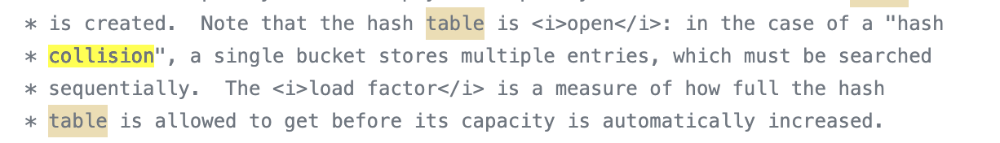 * is created.  Note that the hash table is <i>open</i>: in the case of a "hash
* collision", a single bucket stores multiple entries, which must be searched
* sequentially.  The <i>load factor</i> is a measure of how full the hash
* table is allowed to get before its capacity is automatically increased.